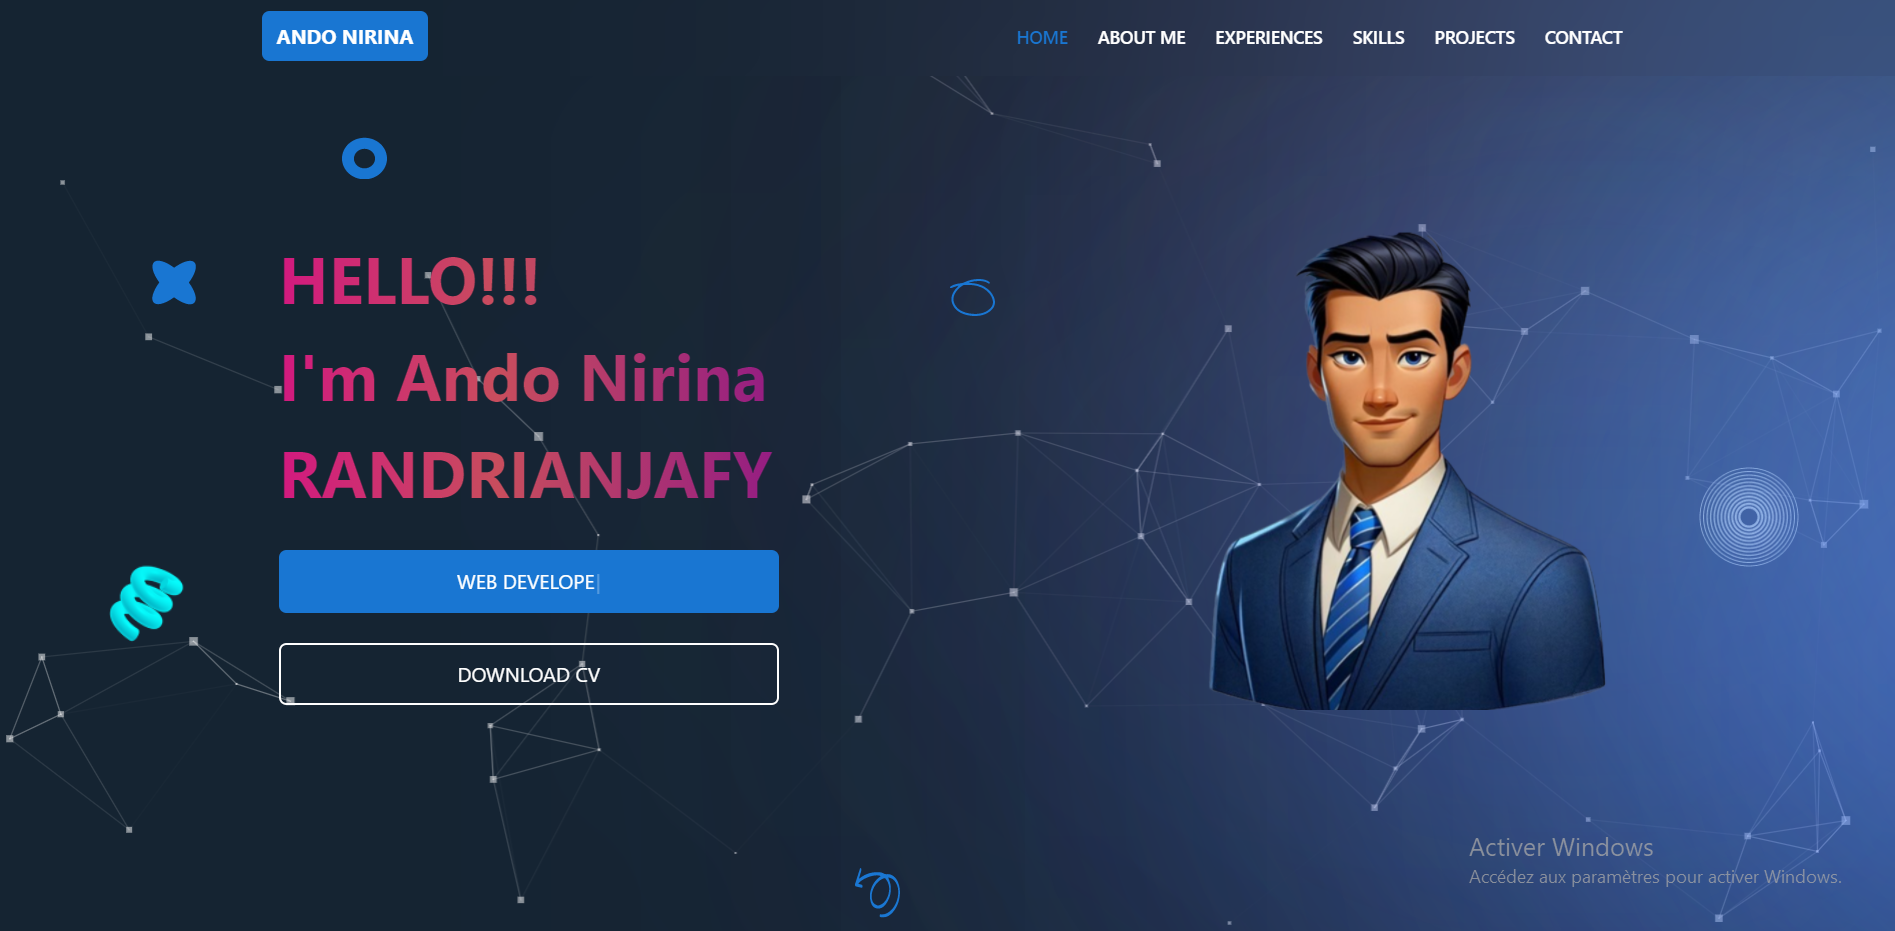 ANDO NIRINA
HOME ABOUT ME EXPERIENCES SKILLS PROJECTS CONTACT
HELLO!!!
I'm Ando Nirina
RANDRIANJAFY
WEB DEVELOPE|
DOWNLOAD CV
Activer Windows
Accédez aux paramètres pour activer Windows.